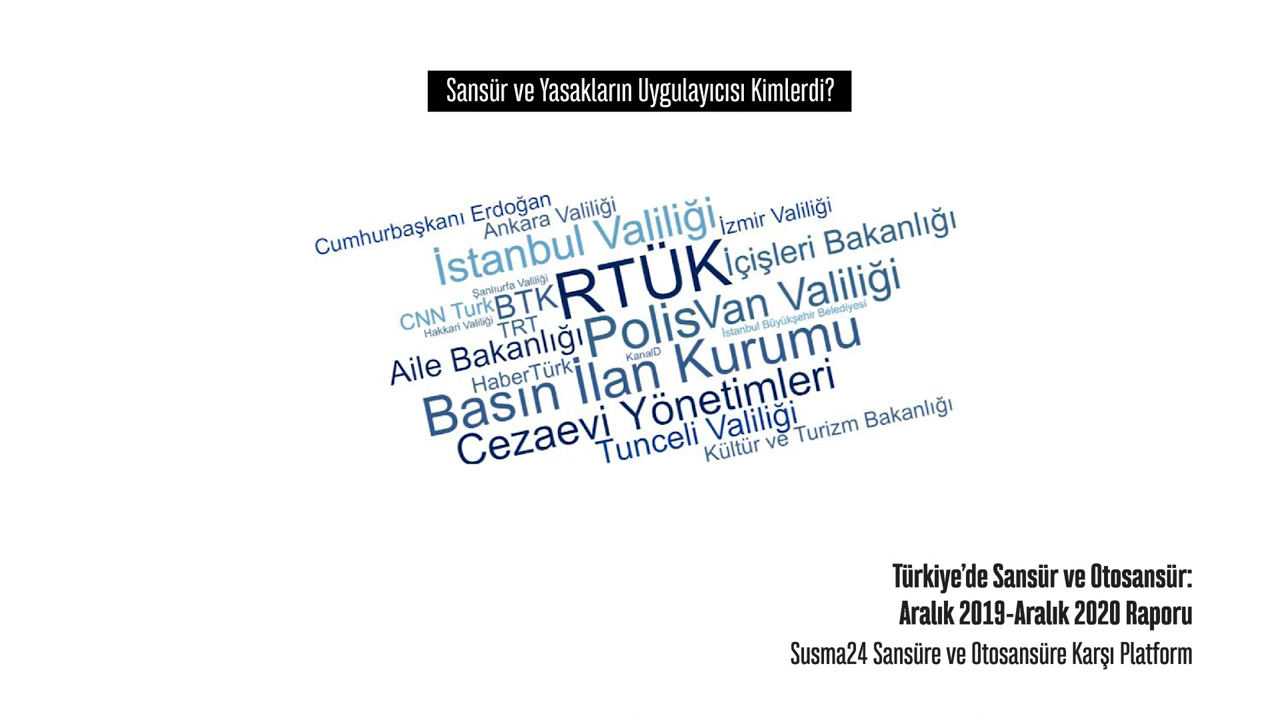 Sansür ve Yasakların Uygulayıcısı Kimlerdi?
Cumhurbaşkanı Erdoğan
Ankara Valiliği
İstanbul Valiliği
İzmir Valiliği
İçişleri Bakanlığı
Şanlıurfa Valiliği
RTÜK
CNN Turk
BTK
Hakkari Valiliği
TRT
Polis
Van Valiliği
İstanbul Büyükşehir Belediyesi
Aile Bakanlığı
HaberTürk
KanalD
Basın İlan Kurumu
Cezaevi Yönetimleri
Tunceli Valiliği
Kültür ve Turizm Bakanlığı
Türkiye’de Sansür ve Otosansür:
Aralık 2019-Aralık 2020 Raporu
Susma24 Sansüre ve Otosansüre Karşı Platform